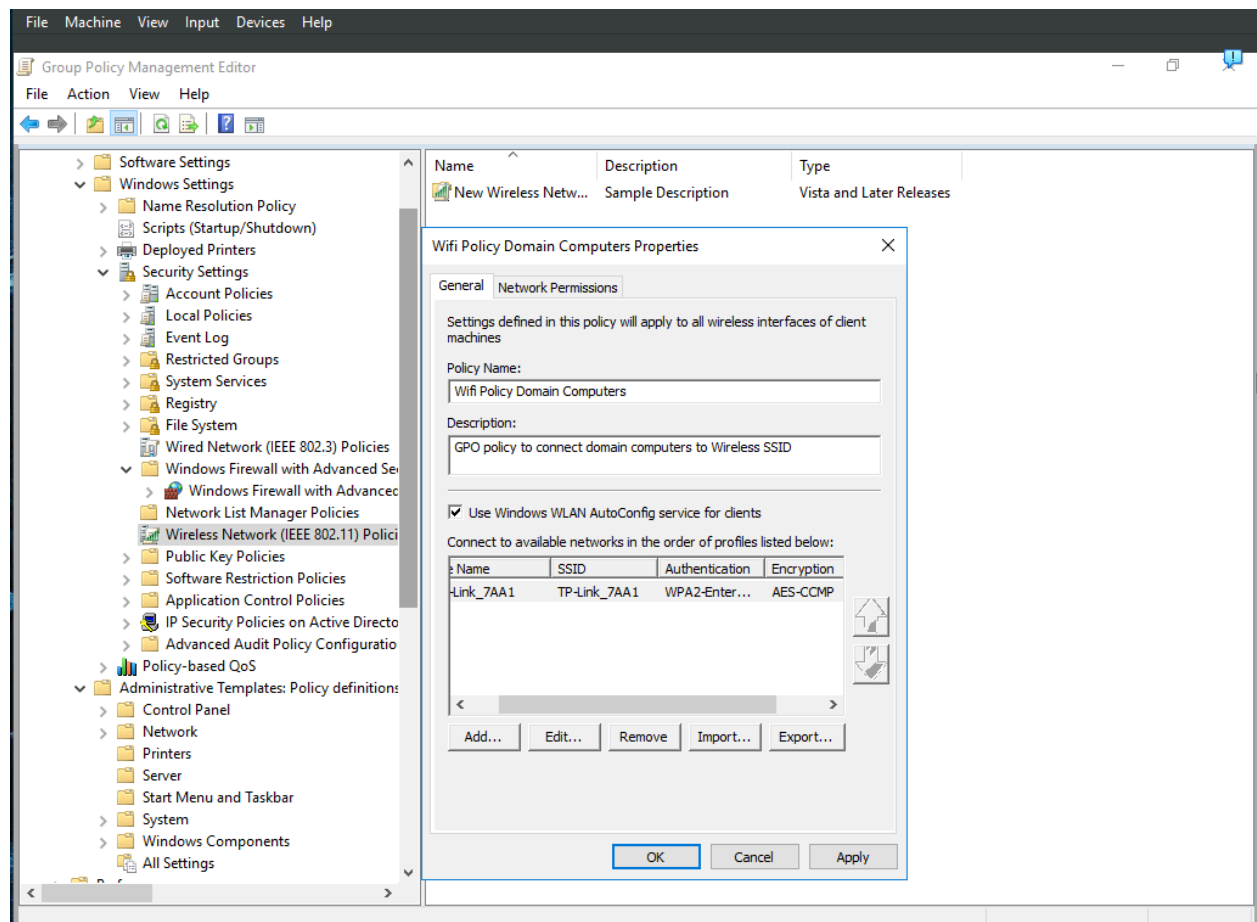 File Machine View Input Devices Help
Group Policy Management Editor
File Action View Help
Software Settings
Windows Settings
Name Resolution Policy
Scripts (Startup/Shutdown)
Deployed Printers
Security Settings
Account Policies
Local Policies
Event Log
Restricted Groups
System Services
Registry
File System
Wired Network (IEEE 802.3) Policies
Windows Firewall with Advanced Se
Windows Firewall with Advanced
Network List Manager Policies
Wireless Network (IEEE 802.11) Polici
Public Key Policies
Software Restriction Policies
Application Control Policies
IP Security Policies on Active Directo
Advanced Audit Policy Configuratio
Policy-based QoS
Administrative Templates: Policy definitions
Control Panel
Network
Printers
Server
Start Menu and Taskbar
System
Windows Components
All Settings
Name Description Type
New Wireless Netw... Sample Description Vista and Later Releases
Wifi Policy Domain Computers Properties
General Network Permissions
Settings defined in this policy will apply to all wireless interfaces of client
machines
Policy Name:
Wifi Policy Domain Computers
Description:
GPO policy to connect domain computers to Wireless SSID
Use Windows WLAN AutoConfig service for clients
Connect to available networks in the order of profiles listed below:
e Name SSID Authentication Encryption
-Link_7AA1 TP-Link_7AA1 WPA2-Enter... AES-CCMP
Add... Edit... Remove Import... Export...
OK Cancel Apply